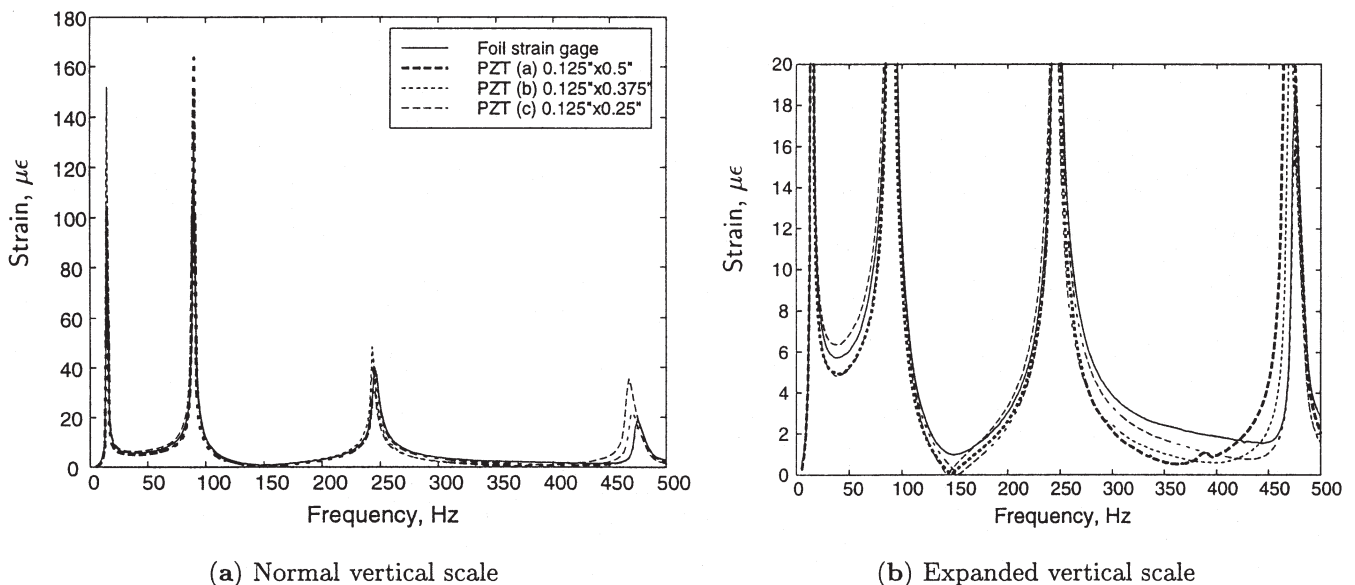 180
160
140
120
100
80
60
40
20
0
Strain, με
Foil strain gage
PZT (a) 0.125"x0.5"
PZT (b) 0.125"x0.375"
PZT (c) 0.125"x0.25"
0 50 100 150 200 250 300 350 400 450 500
Frequency, Hz
(a) Normal vertical scale
20
18
16
14
12
10
8
6
4
2
0
Strain, με
0 50 100 150 200 250 300 350 400 450 500
Frequency, Hz
(b) Expanded vertical scale